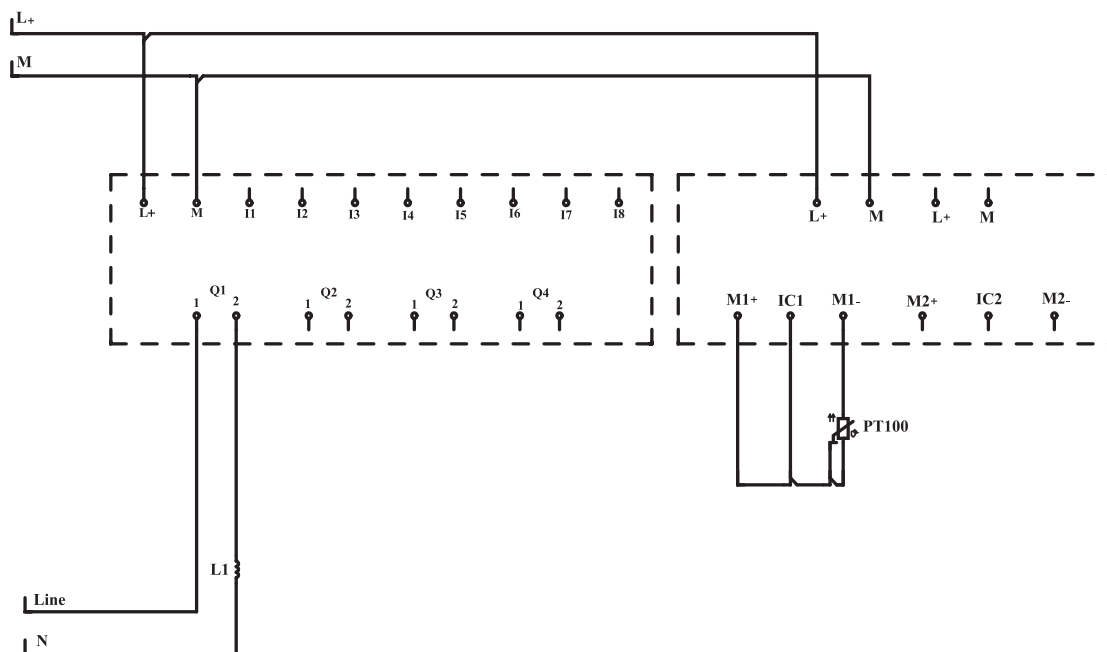 L+
M
L+ M I1 I2 I3 I4 I5 I6 I7 I8
L+ M L+ M
Q1 Q2 Q3 Q4
1 2 1 2 1 2 1 2
M1+ IC1 M1- M2+ IC2 M2-
PT100
L1
Line
N